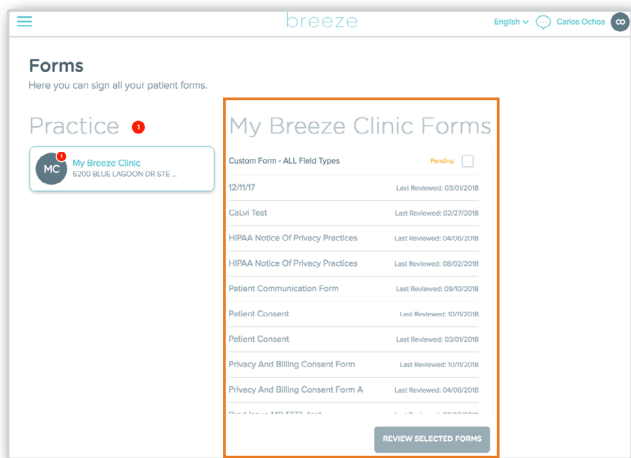 breeze
English
Carlos Ochoa
CO
Forms
Here you can sign all your patient forms.
Practice 1
MC 1
My Breeze Clinic
5200 BLUE LAGOON DR STE ...
My Breeze Clinic Forms
Custom Form - ALL Field Types Pending
12/11/17 Last Reviewed: 03/01/2018
CaLvi Test Last Reviewed: 02/27/2018
HIPAA Notice Of Privacy Practices Last Reviewed: 04/06/2018
HIPAA Notice Of Privacy Practices Last Reviewed: 08/02/2018
Patient Communication Form Last Reviewed: 09/10/2018
Patient Consent Last Reviewed: 10/11/2018
Patient Consent Last Reviewed: 03/01/2018
Privacy And Billing Consent Form Last Reviewed: 10/11/2018
Privacy And Billing Consent Form A Last Reviewed: 04/06/2018
REVIEW SELECTED FORMS